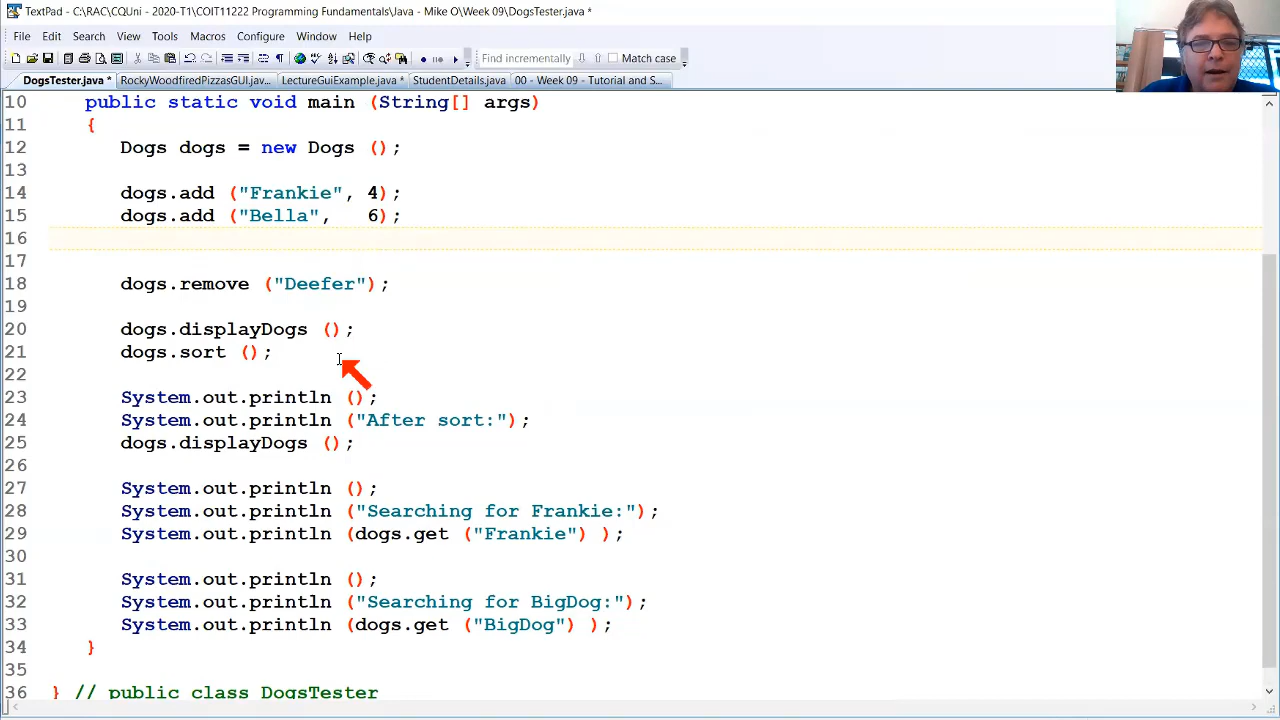 TextPad - C:\RAC\CQUni - 2020-T1\COIT11222 Programming Fundamentals\Java - Mike O\Week 09\DogsTester.java *
File Edit Search View Tools Macros Configure Window Help
Find incrementally Match case
DogsTester.java * RockyWoodfiredPizzasGUI.jav... LectureGuiExample.java * StudentDetails.java 00 - Week 09 - Tutorial and S...
10 public static void main (String[] args)
11 {
12 Dogs dogs = new Dogs ();
13
14 dogs.add ("Frankie", 4);
15 dogs.add ("Bella", 6);
16
17
18 dogs.remove ("Deefer");
19
20 dogs.displayDogs ();
21 dogs.sort ();
22
23 System.out.println ();
24 System.out.println ("After sort:");
25 dogs.displayDogs ();
26
27 System.out.println ();
28 System.out.println ("Searching for Frankie:");
29 System.out.println (dogs.get ("Frankie") );
30
31 System.out.println ();
32 System.out.println ("Searching for BigDog:");
33 System.out.println (dogs.get ("BigDog") );
34 }
35
36 } // public class DogsTester